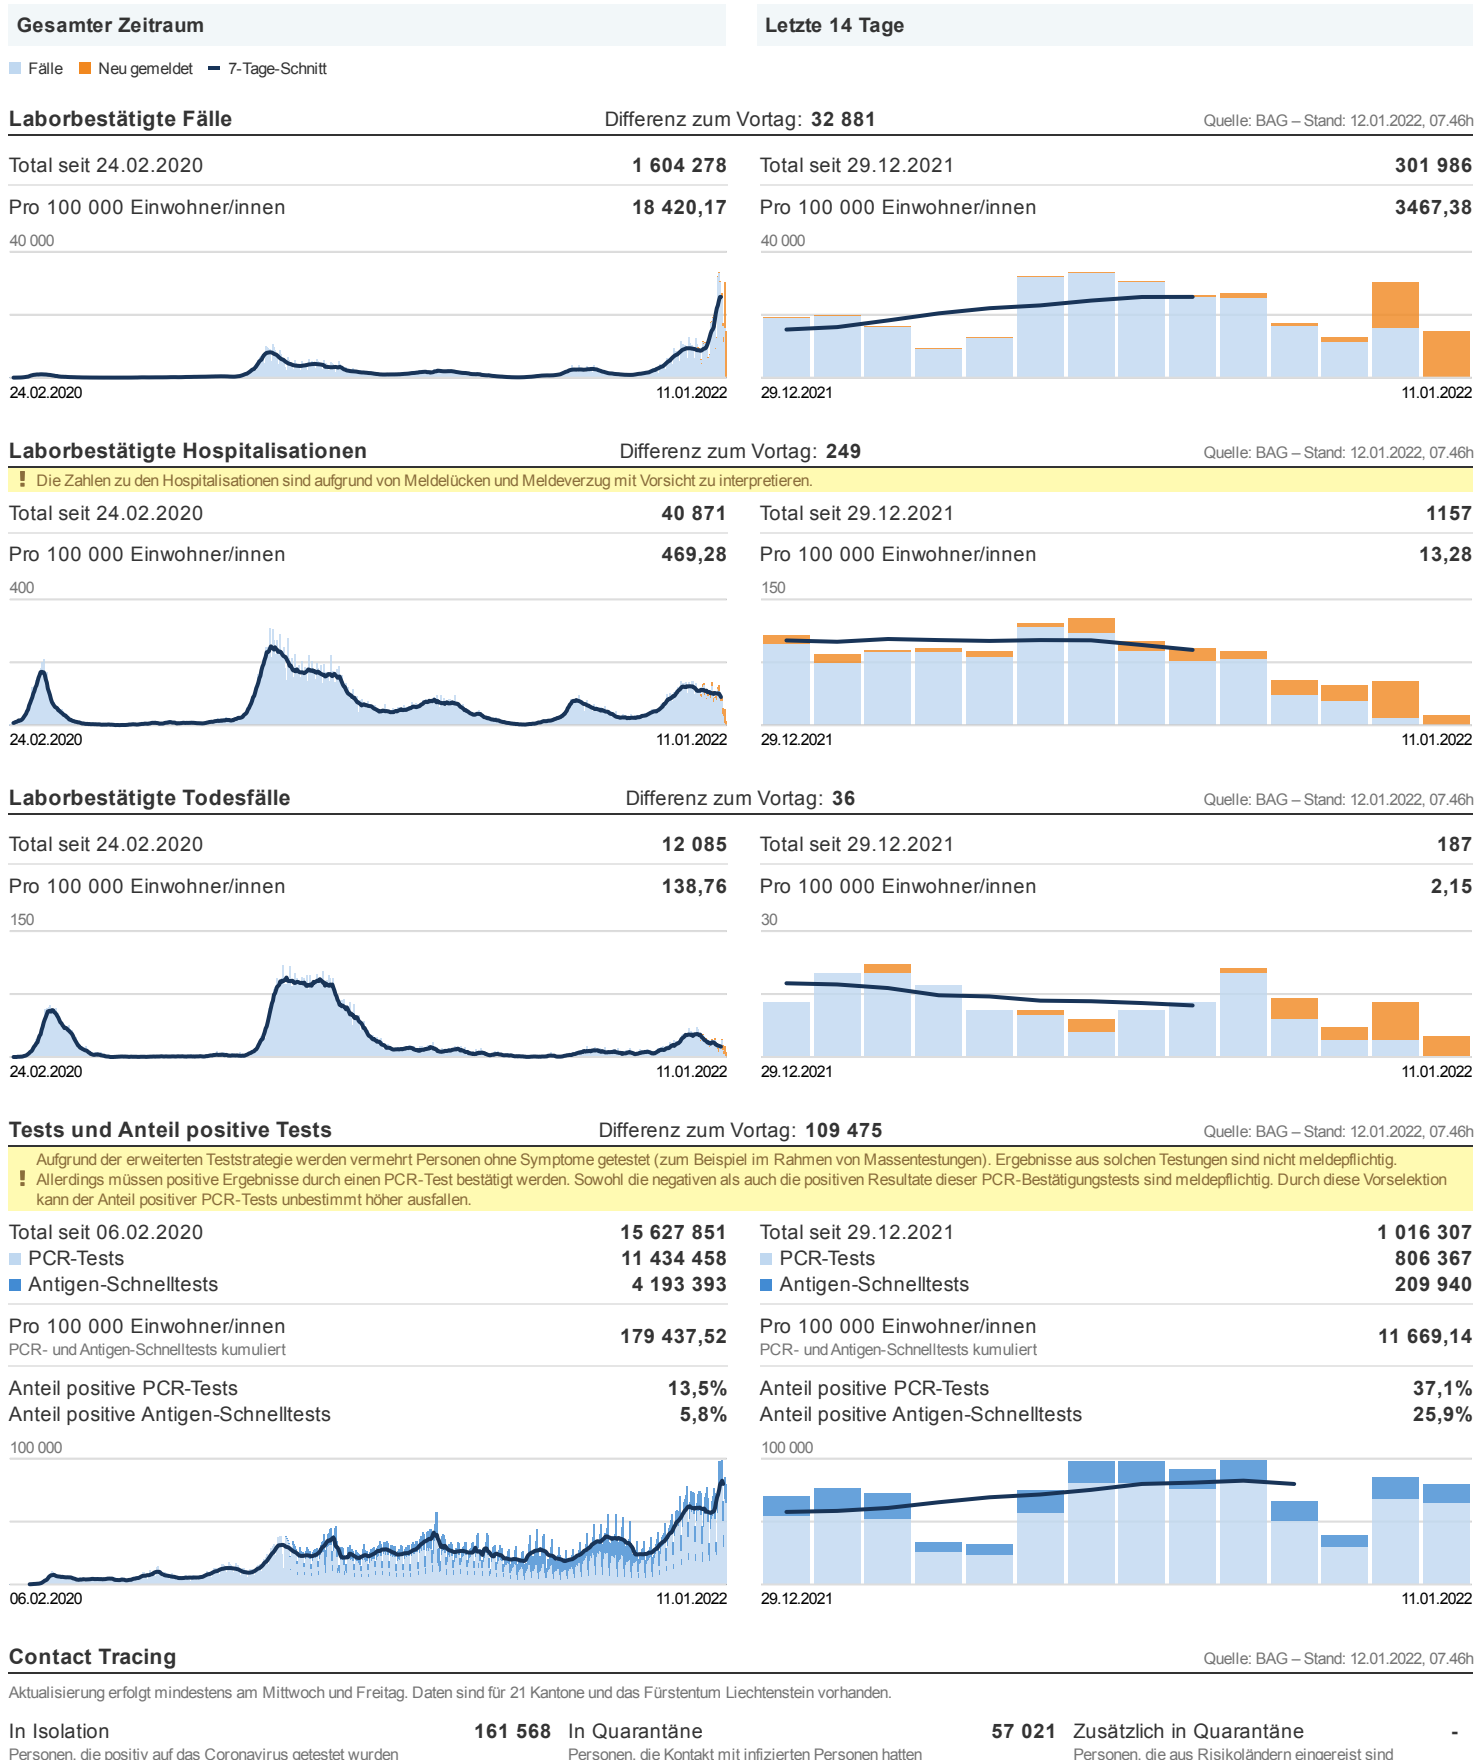 Gesamter Zeitraum
Letzte 14 Tage
Fälle Neu gemeldet 7-Tage-Schnitt
Laborbestätigte Fälle Differenz zum Vortag: 32 881 Quelle: BAG – Stand: 12.01.2022, 07.46h
Total seit 24.02.2020 1 604 278
Pro 100 000 Einwohner/innen 18 420,17
40 000
24.02.2020 11.01.2022
Total seit 29.12.2021 301 986
Pro 100 000 Einwohner/innen 3467,38
40 000
29.12.2021 11.01.2022
Laborbestätigte Hospitalisationen Differenz zum Vortag: 249 Quelle: BAG – Stand: 12.01.2022, 07.46h
! Die Zahlen zu den Hospitalisationen sind aufgrund von Meldelücken und Meldeverzug mit Vorsicht zu interpretieren.
Total seit 24.02.2020 40 871
Pro 100 000 Einwohner/innen 469,28
400
24.02.2020 11.01.2022
Total seit 29.12.2021 1157
Pro 100 000 Einwohner/innen 13,28
150
29.12.2021 11.01.2022
Laborbestätigte Todesfälle Differenz zum Vortag: 36 Quelle: BAG – Stand: 12.01.2022, 07.46h
Total seit 24.02.2020 12 085
Pro 100 000 Einwohner/innen 138,76
150
24.02.2020 11.01.2022
Total seit 29.12.2021 187
Pro 100 000 Einwohner/innen 2,15
30
29.12.2021 11.01.2022
Tests und Anteil positive Tests Differenz zum Vortag: 109 475 Quelle: BAG – Stand: 12.01.2022, 07.46h
Aufgrund der erweiterten Teststrategie werden vermehrt Personen ohne Symptome getestet (zum Beispiel im Rahmen von Massentestungen). Ergebnisse aus solchen Testungen sind nicht meldepflichtig.
! Allerdings müssen positive Ergebnisse durch einen PCR-Test bestätigt werden. Sowohl die negativen als auch die positiven Resultate dieser PCR-Bestätigungstests sind meldepflichtig. Durch diese Vorselektion
kann der Anteil positiver PCR-Tests unbestimmt höher ausfallen.
Total seit 06.02.2020 15 627 851
PCR-Tests 11 434 458
Antigen-Schnelltests 4 193 393
Pro 100 000 Einwohner/innen 179 437,52
PCR- und Antigen-Schnelltests kumuliert
Anteil positive PCR-Tests 13,5%
Anteil positive Antigen-Schnelltests 5,8%
100 000
06.02.2020 11.01.2022
Total seit 29.12.2021 1 016 307
PCR-Tests 806 367
Antigen-Schnelltests 209 940
Pro 100 000 Einwohner/innen 11 669,14
PCR- und Antigen-Schnelltests kumuliert
Anteil positive PCR-Tests 37,1%
Anteil positive Antigen-Schnelltests 25,9%
100 000
29.12.2021 11.01.2022
Contact Tracing Quelle: BAG – Stand: 12.01.2022, 07.46h
Aktualisierung erfolgt mindestens am Mittwoch und Freitag. Daten sind für 21 Kantone und das Fürstentum Liechtenstein vorhanden.
In Isolation 161 568
Personen, die positiv auf das Coronavirus getestet wurden
In Quarantäne 57 021
Personen, die Kontakt mit infizierten Personen hatten
Zusätzlich in Quarantäne -
Personen, die aus Risikoländern eingereist sind